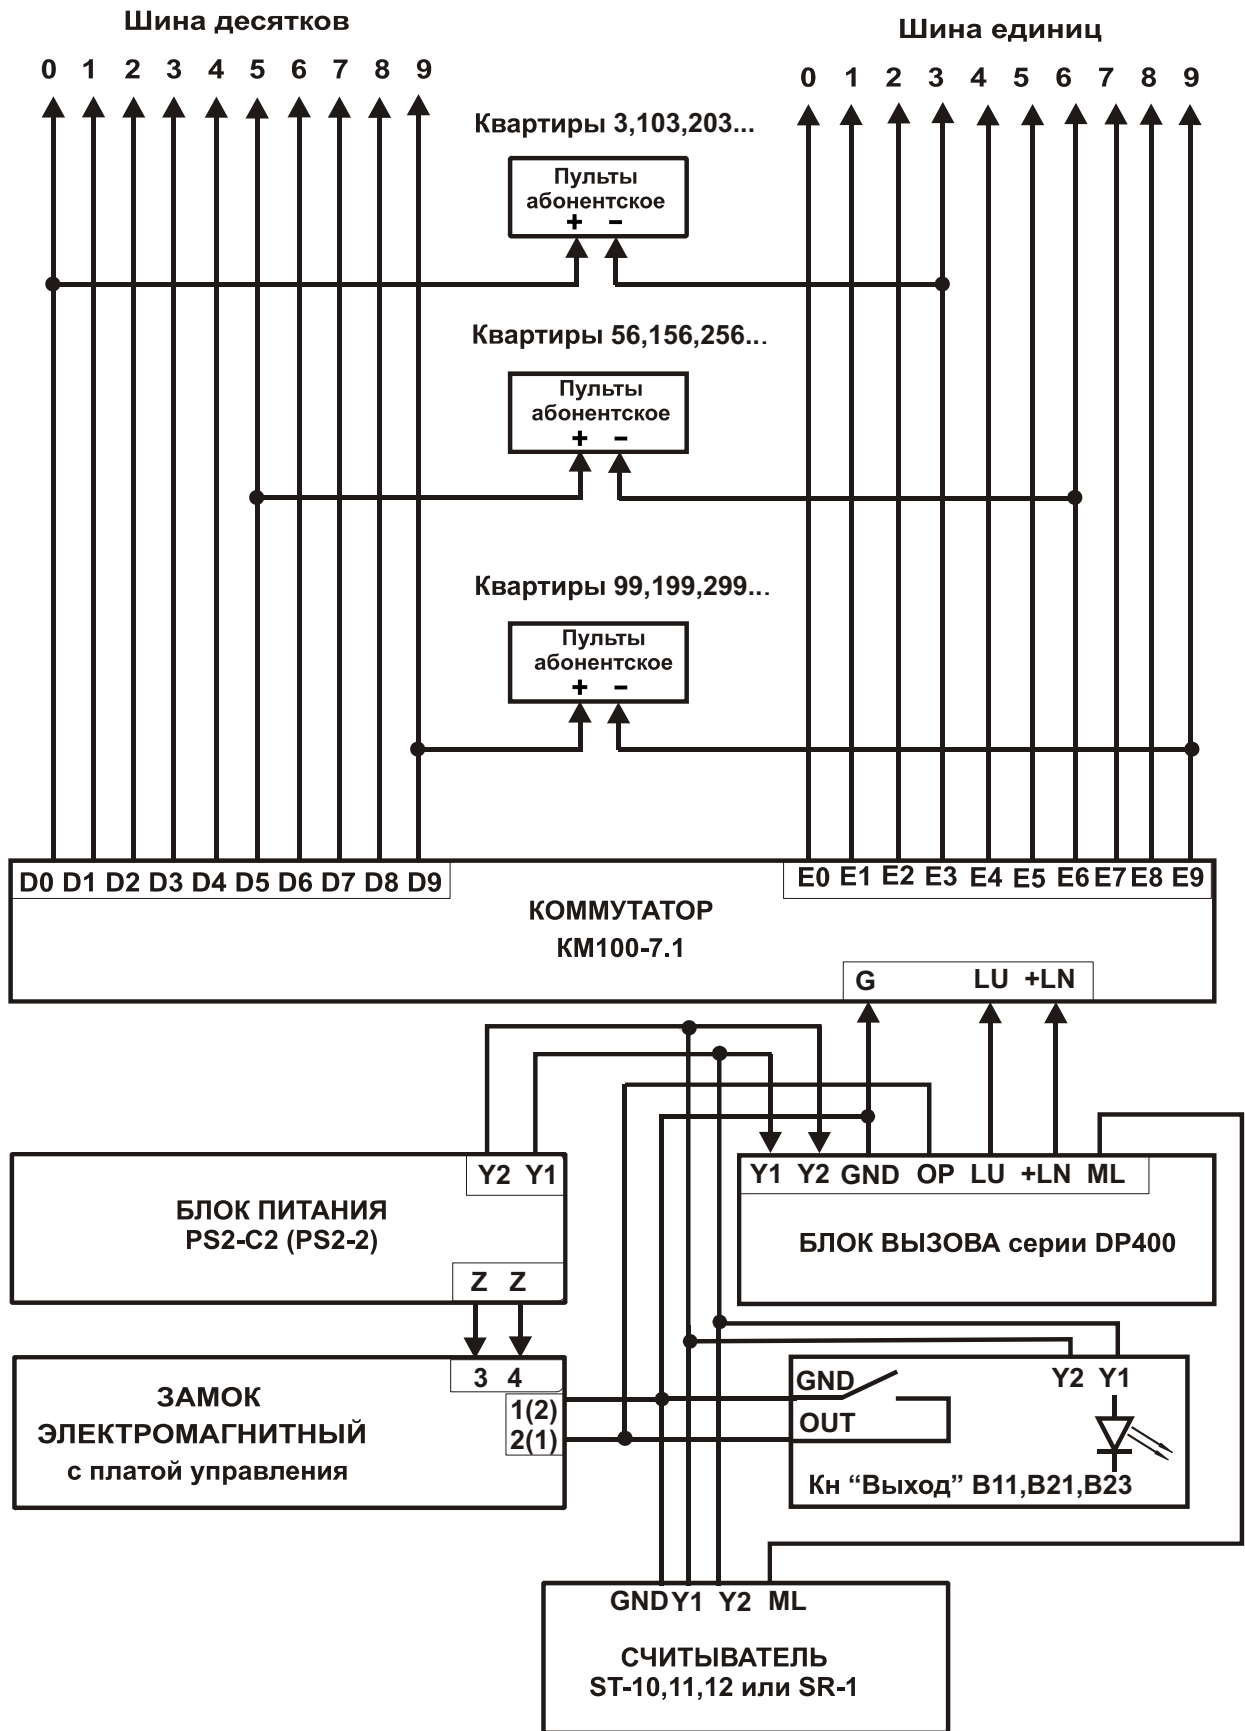 Шина десятков
Шина единиц
0 1 2 3 4 5 6 7 8 9
0 1 2 3 4 5 6 7 8 9
Квартиры 3,103,203...
Пульты
абонентское
+ −
Квартиры 56,156,256...
Пульты
абонентское
+ −
Квартиры 99,199,299...
Пульты
абонентское
+ −
D0 D1 D2 D3 D4 D5 D6 D7 D8 D9
E0 E1 E2 E3 E4 E5 E6 E7 E8 E9
КОММУТАТОР
КМ100-7.1
G LU +LN
Y2 Y1
БЛОК ПИТАНИЯ
PS2-C2 (PS2-2)
Z Z
Y1 Y2 GND OP LU +LN ML
БЛОК ВЫЗОВА серии DP400
3 4
1(2)
2(1)
ЗАМОК
ЭЛЕКТРОМАГНИТНЫЙ
с платой управления
Y2 Y1
GND
OUT
Кн “Выход” B11,B21,B23
GND Y1 Y2 ML
СЧИТЫВАТЕЛЬ
ST-10,11,12 или SR-1